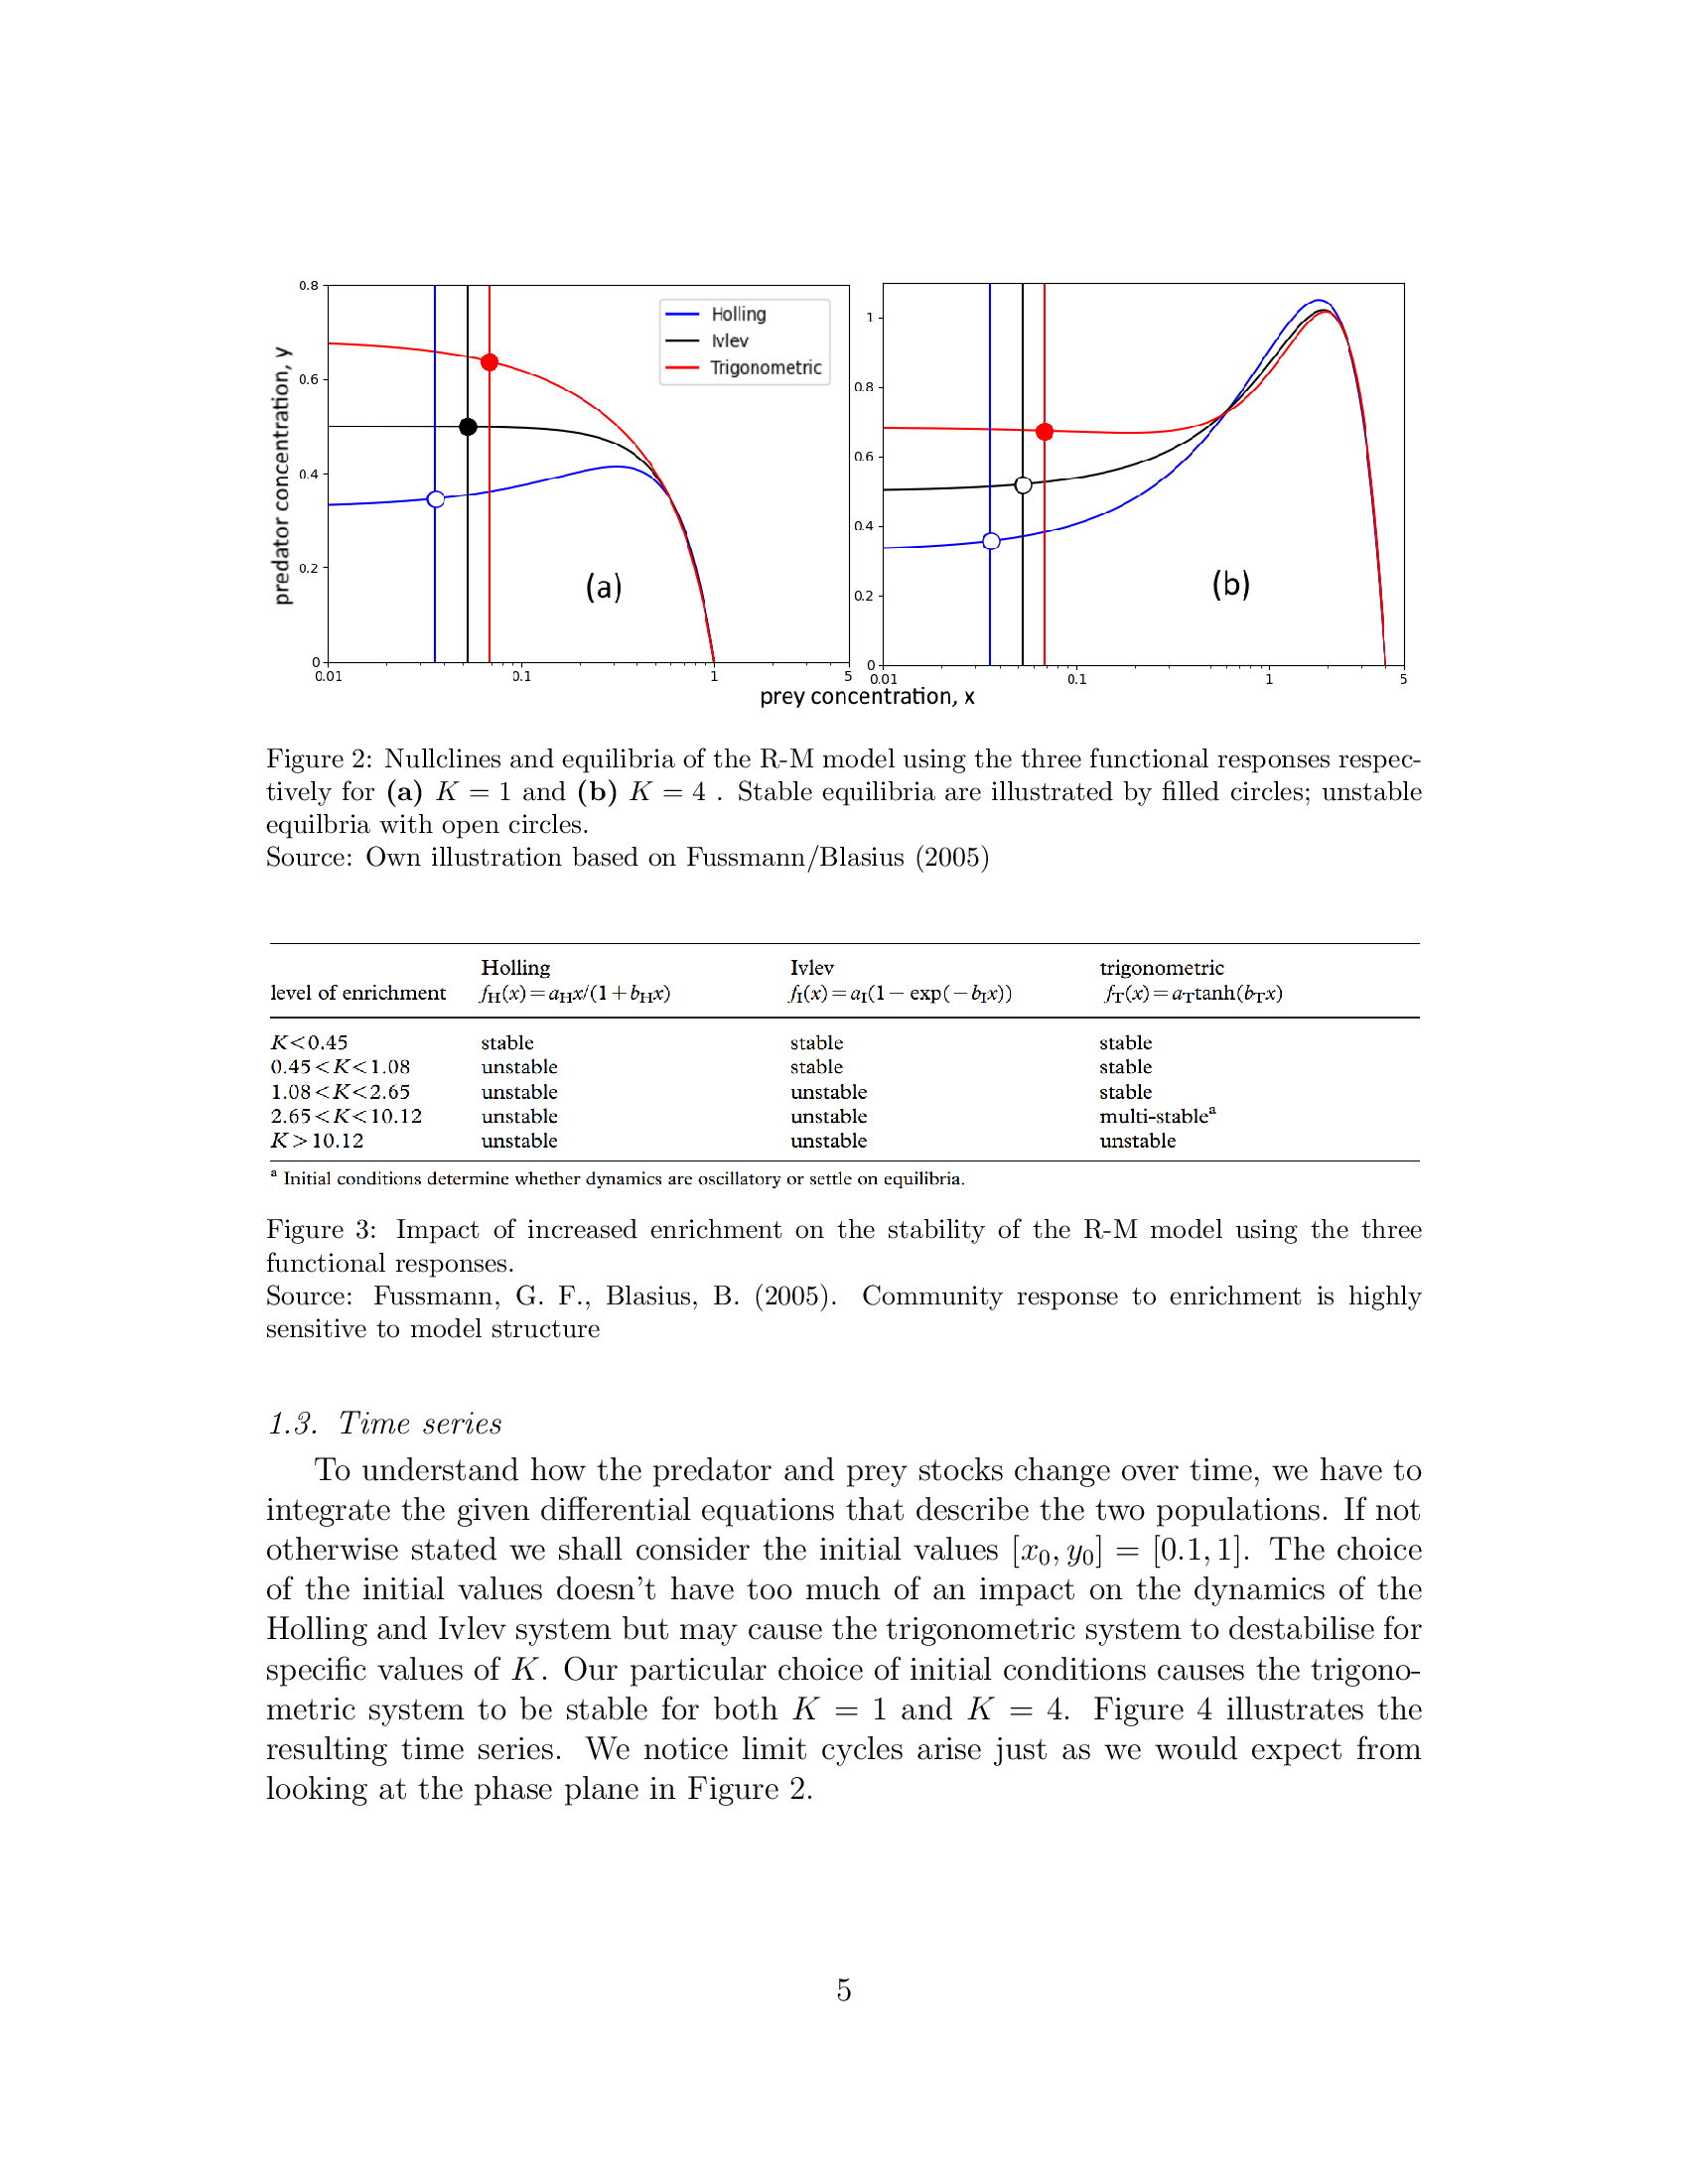 0.8
0.6
0.4
0.2
0
predator concentration, y
Holling
Ivlev
Trigonometric
(a)
0.01
0.1
1
5
1
0.8
0.6
0.4
0.2
0
(b)
0.01
0.1
1
5
prey concentration, x
Figure 2: Nullclines and equilibria of the R-M model using the three functional responses respec-
tively for (a) K = 1 and (b) K = 4 . Stable equilibria are illustrated by filled circles; unstable
equilbria with open circles.
Source: Own illustration based on Fussmann/Blasius (2005)
Holling Ivlev trigonometric
level of enrichment f_H(x)=a_Hx/(1+b_Hx) f_I(x)=a_I(1−exp(−b_Ix)) f_T(x)=a_Ttanh(b_Tx)
K<0.45 stable stable stable
0.45<K<1.08 unstable stable stable
1.08<K<2.65 unstable unstable stable
2.65<K<10.12 unstable unstable multi-stable^a
K>10.12 unstable unstable unstable
^a Initial conditions determine whether dynamics are oscillatory or settle on equilibria.
Figure 3: Impact of increased enrichment on the stability of the R-M model using the three
functional responses.
Source: Fussmann, G. F., Blasius, B. (2005). Community response to enrichment is highly
sensitive to model structure
1.3. Time series
To understand how the predator and prey stocks change over time, we have to
integrate the given differential equations that describe the two populations. If not
otherwise stated we shall consider the initial values [x₀, y₀] = [0.1, 1]. The choice
of the initial values doesn't have too much of an impact on the dynamics of the
Holling and Ivlev system but may cause the trigonometric system to destabilise for
specific values of K. Our particular choice of initial conditions causes the trigono-
metric system to be stable for both K = 1 and K = 4. Figure 4 illustrates the
resulting time series. We notice limit cycles arise just as we would expect from
looking at the phase plane in Figure 2.
5